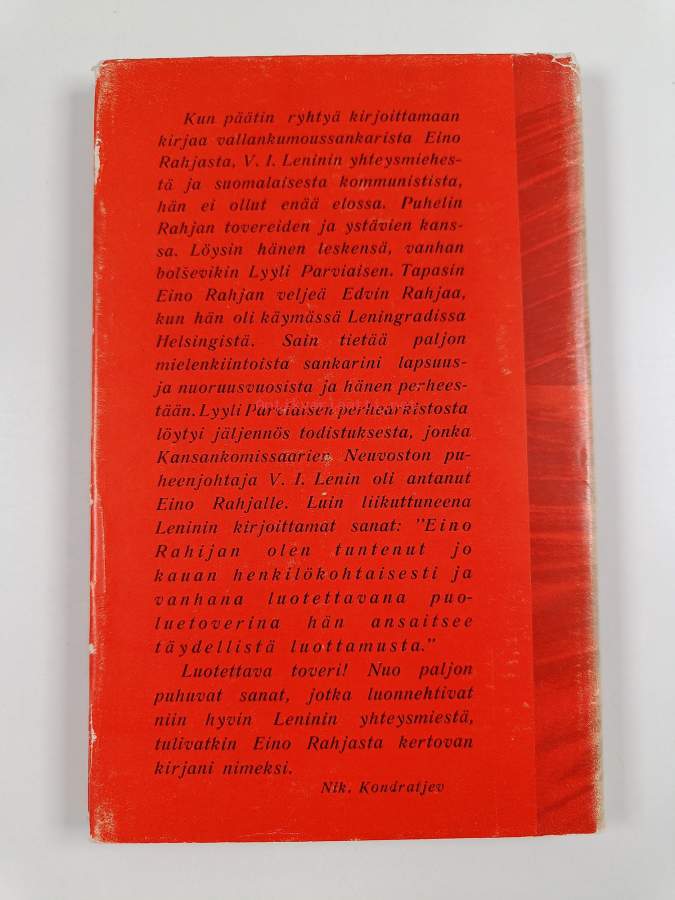 Kun päätin ryhtyä kirjoittamaan
kirjaa vallankumoussankarista Eino
Rahjasta, V. I. Leninin yhteysmiehes-
tä ja suomalaisesta kommunistista,
hän ei ollut enää elossa. Puhelin
Rahjan tovereiden ja ystävien kans-
sa. Löysin hänen leskensä, vanhan
bolševikin Lyyli Parviaisen. Tapasin
Eino Rahjan veljeä Edvin Rahjaa,
kun hän oli käymässä Leningradissa
Helsingistä. Sain tietää paljon
mielenkiintoista sankarini lapsuus-
ja nuoruusvuosista ja hänen perhees-
tään. Lyyli Parviaisen perhearkistosta
löytyi jäljennös todistuksesta, jonka
Kansankomissaarien Neuvoston pu-
heenjohtaja V. I. Lenin oli antanut
Eino Rahjalle. Luin liikuttuneena
Leninin kirjoittamat sanat: "Eino
Rahijan olen tuntenut jo
kauan henkilökohtaisesti ja
vanhana luotettavana puo-
luetoverina hän ansaitsee
täydellistä luottamusta."
Luotettava toveri! Nuo paljon
puhuvat sanat, jotka luonnehtivat
niin hyvin Leninin yhteysmiestä,
tulivatkin Eino Rahjasta kertovan
kirjani nimeksi.
Nik. Kondratjev